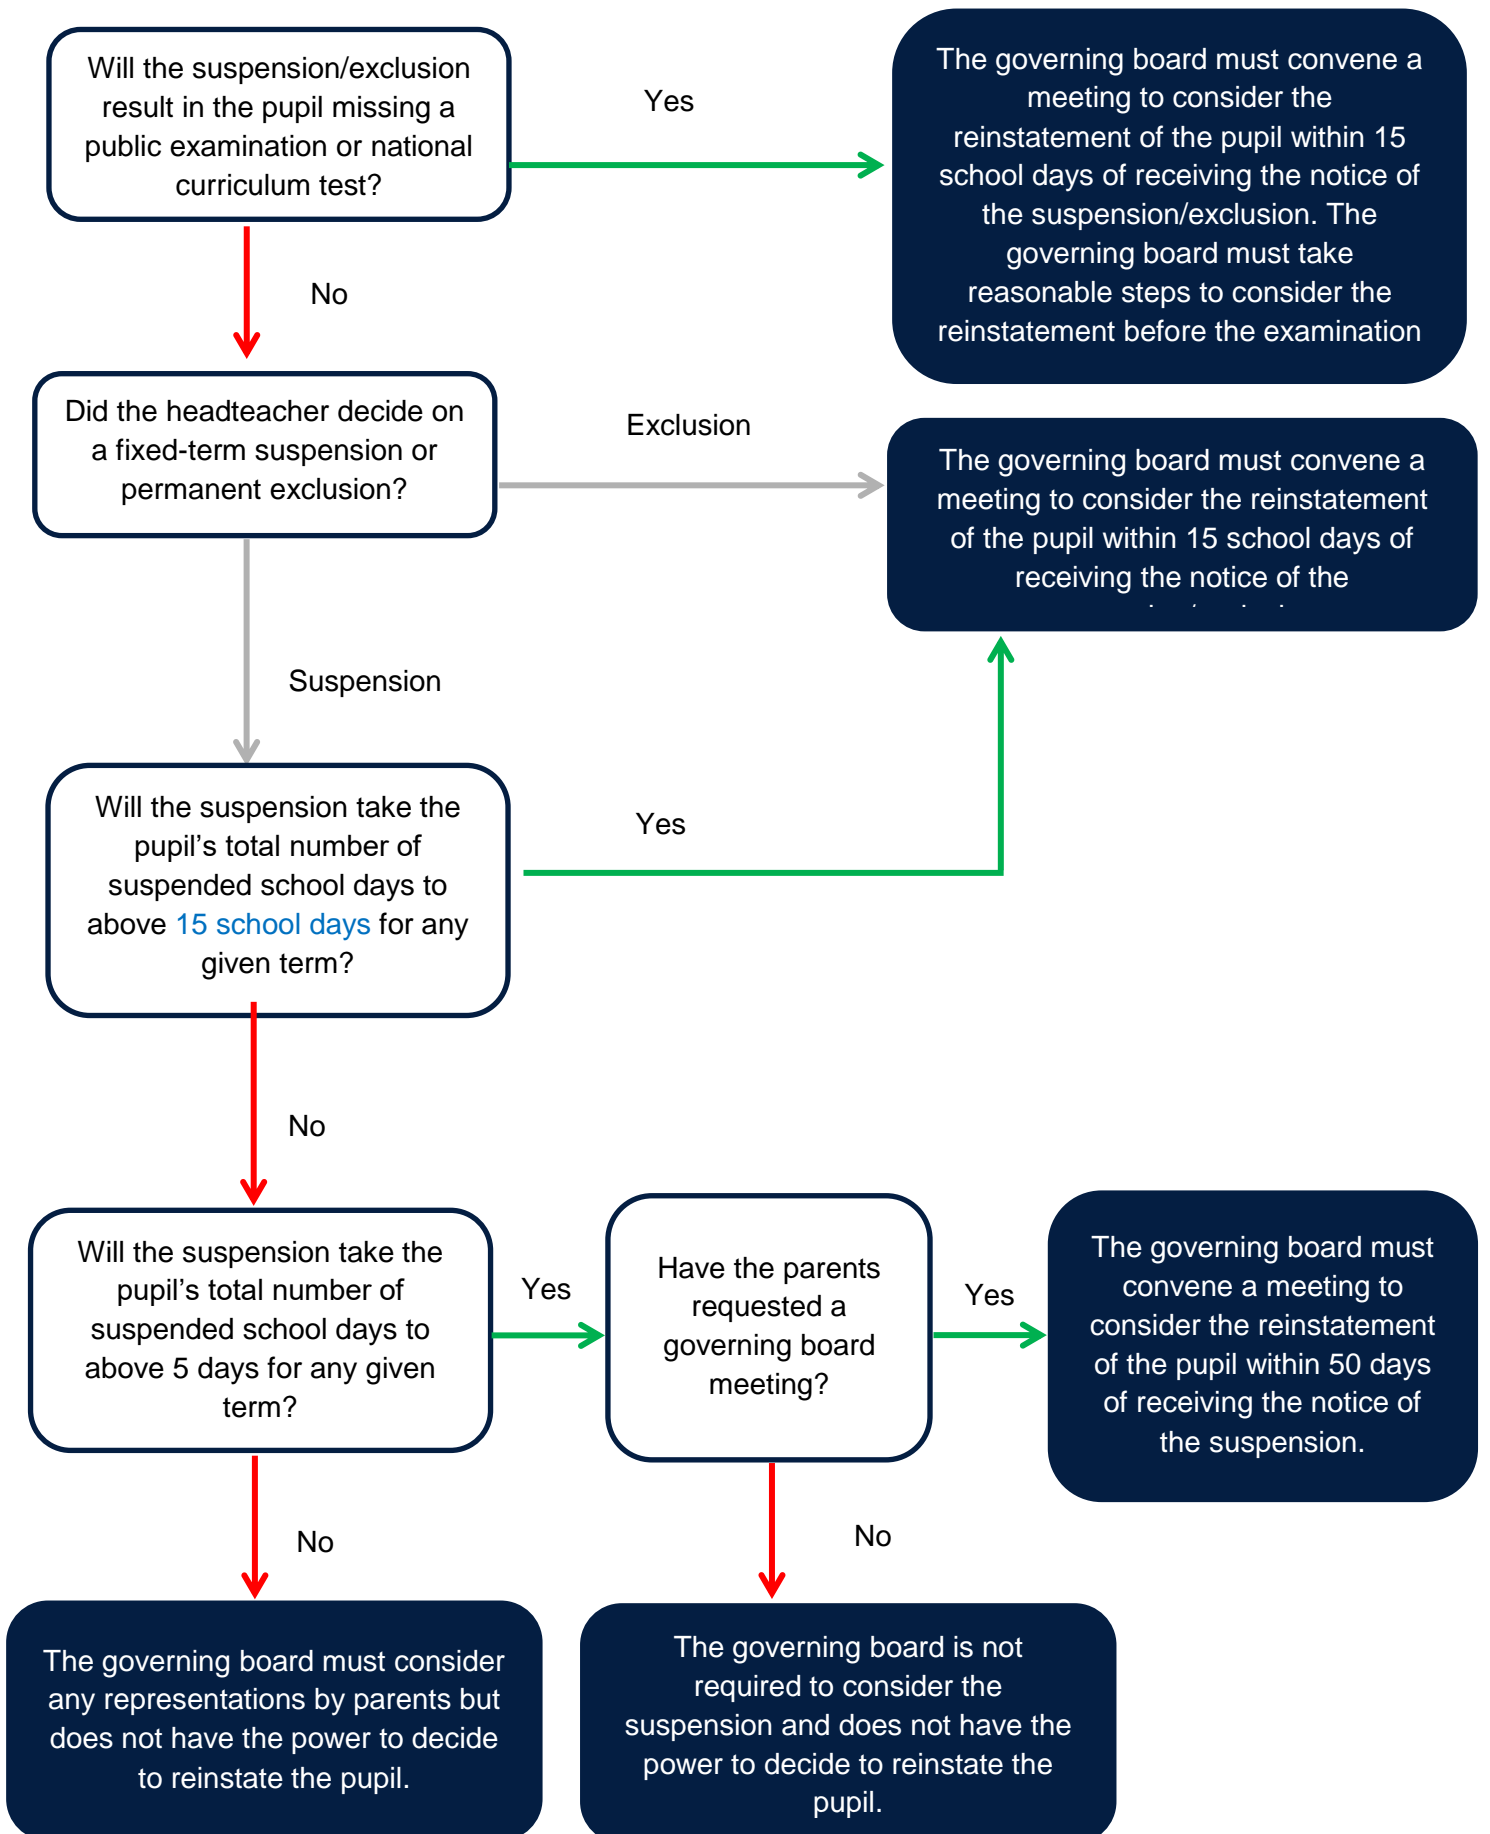 Will the suspension/exclusion
result in the pupil missing a
public examination or national
curriculum test?
Yes
The governing board must convene a
meeting to consider the
reinstatement of the pupil within 15
school days of receiving the notice of
the suspension/exclusion. The
governing board must take
reasonable steps to consider the
reinstatement before the examination
No
Did the headteacher decide on
a fixed-term suspension or
permanent exclusion?
Exclusion
The governing board must convene a
meeting to consider the reinstatement
of the pupil within 15 school days of
receiving the notice of the
Suspension
Will the suspension take the
pupil’s total number of
suspended school days to
above 15 school days for any
given term?
Yes
No
Will the suspension take the
pupil’s total number of
suspended school days to
above 5 days for any given
term?
Yes
Have the parents
requested a
governing board
meeting?
Yes
The governing board must
convene a meeting to
consider the reinstatement
of the pupil within 50 days
of receiving the notice of
the suspension.
No
No
The governing board must consider
any representations by parents but
does not have the power to decide
to reinstate the pupil.
The governing board is not
required to consider the
suspension and does not have the
power to decide to reinstate the
pupil.